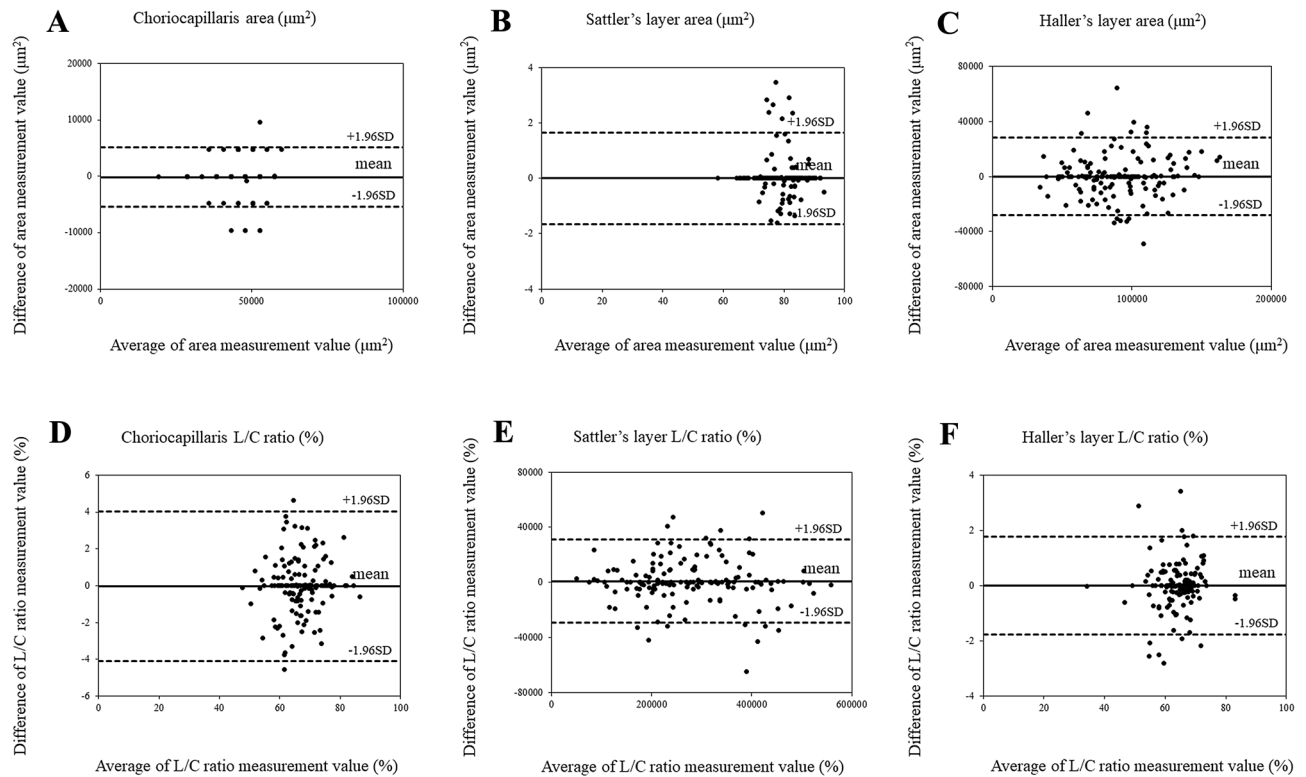 A
Choriocapillaris area (μm²)
Difference of area measurement value (μm²)
20000
10000
0
-10000
-20000
+1.96SD
mean
-1.96SD
0
50000
100000
Average of area measurement value (μm²)
B
Sattler's layer area (μm²)
Difference of area measurement value (μm²)
4
2
0
-2
-4
+1.96SD
mean
-1.96SD
0
20
40
60
80
100
Average of area measurement value (μm²)
C
Haller's layer area (μm²)
Difference of area measurement value (μm²)
80000
40000
0
-40000
-80000
+1.96SD
mean
-1.96SD
0
100000
200000
Average of area measurement value (μm²)
D
Choriocapillaris L/C ratio (%)
Difference of L/C ratio measurement value (%)
6
4
2
0
-2
-4
-6
+1.96SD
mean
-1.96SD
0
20
40
60
80
100
Average of L/C ratio measurement value (%)
E
Sattler's layer L/C ratio (%)
Difference of L/C ratio measurement value (%)
80000
40000
0
-40000
-80000
+1.96SD
mean
-1.96SD
0
200000
400000
600000
Average of L/C ratio measurement value (%)
F
Haller's layer L/C ratio (%)
Difference of L/C ratio measurement value (%)
4
2
0
-2
-4
+1.96SD
mean
-1.96SD
0
20
40
60
80
100
Average of L/C ratio measurement value (%)